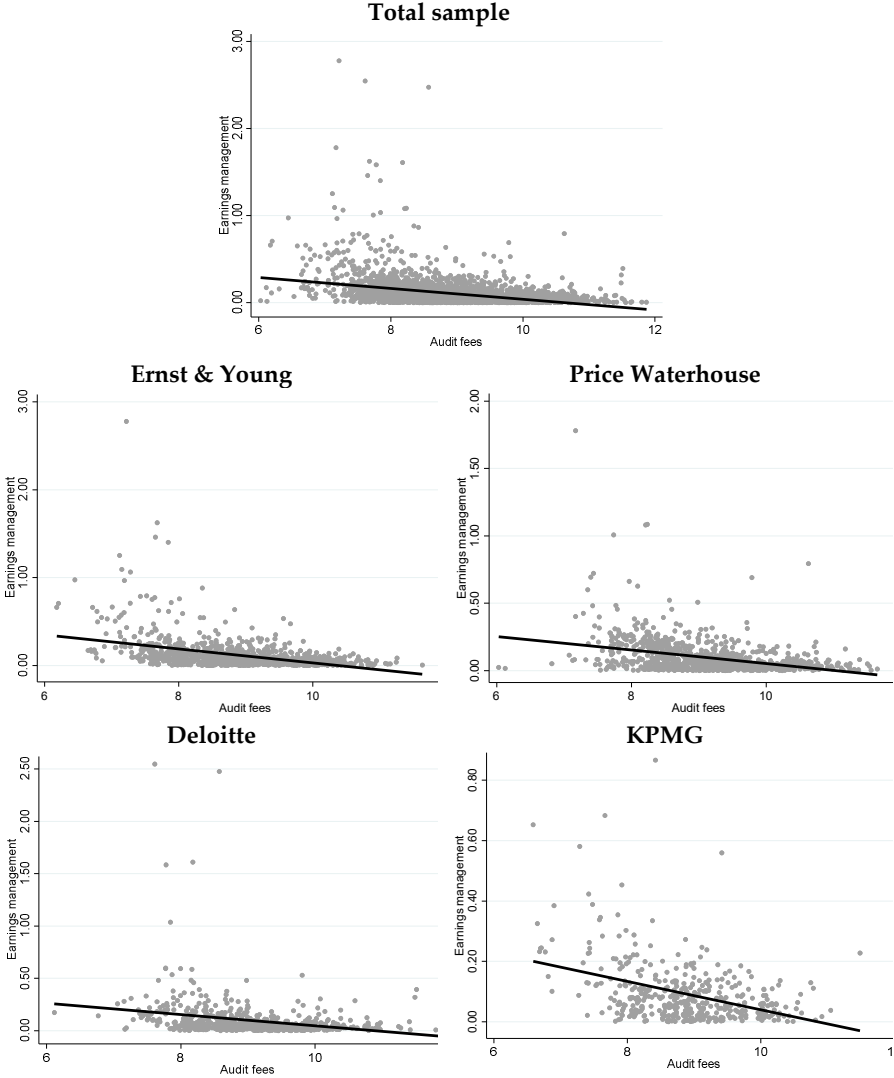 Total sample
3.00
2.00
1.00
0.00
Earnings management
6 8 10 12
Audit fees
Ernst & Young
3.00
2.00
1.00
0.00
Earnings management
6 8 10
Audit fees
Price Waterhouse
2.00
1.50
1.00
0.50
0.00
Earnings management
6 8 10
Audit fees
Deloitte
2.50
2.00
1.50
1.00
0.50
0.00
Earnings management
6 8 10
Audit fees
KPMG
0.80
0.60
0.40
0.20
0.00
Earnings management
6 8 10 1
Audit fees